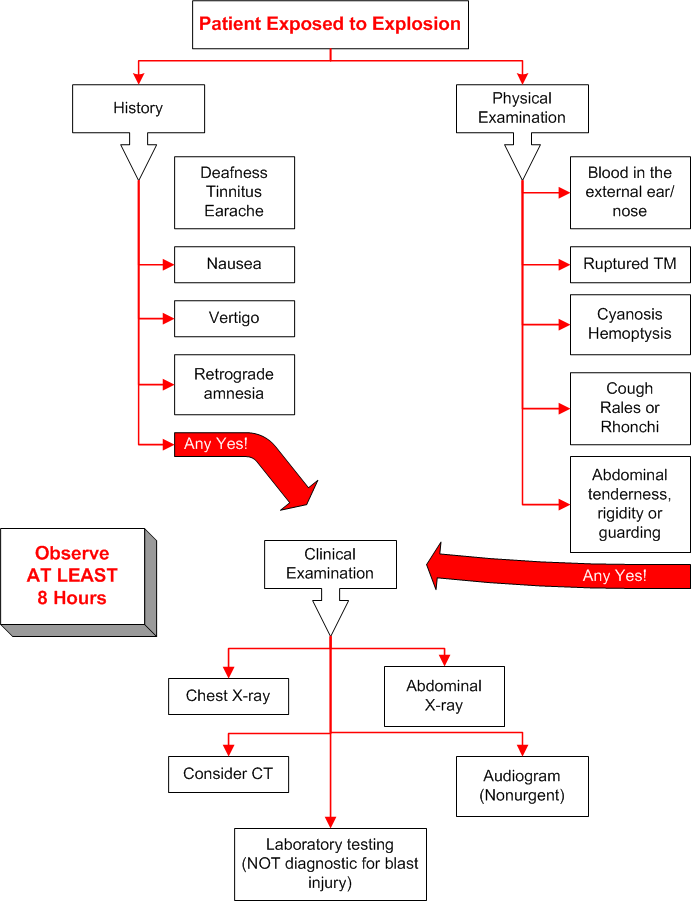 Patient Exposed to Explosion
History
Physical
Examination
Deafness
Tinnitus
Earache
Nausea
Vertigo
Retrograde
amnesia
Any Yes!
Blood in the
external ear/
nose
Ruptured TM
Cyanosis
Hemoptysis
Cough
Rales or
Rhonchi
Abdominal
tenderness,
rigidity or
guarding
Any Yes!
Observe
AT LEAST
8 Hours
Clinical
Examination
Chest X-ray
Abdominal
X-ray
Consider CT
Audiogram
(Nonurgent)
Laboratory testing
(NOT diagnostic for blast
injury)